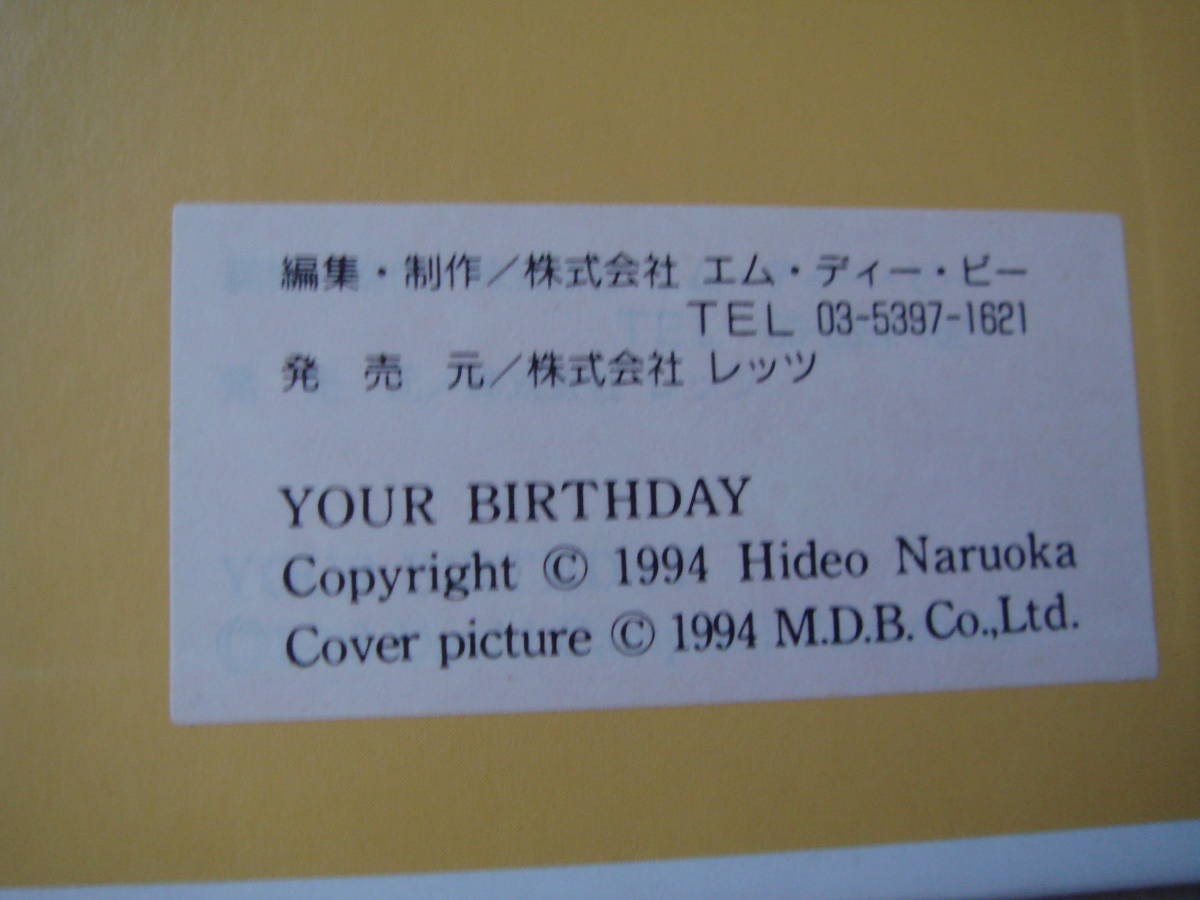 編集・制作／株式会社 エム・ディー・ビー
TEL 03-5397-1621
発 売 元／株式会社 レッツ
YOUR BIRTHDAY
Copyright © 1994 Hideo Naruoka
Cover picture © 1994 M.D.B. Co.,Ltd.